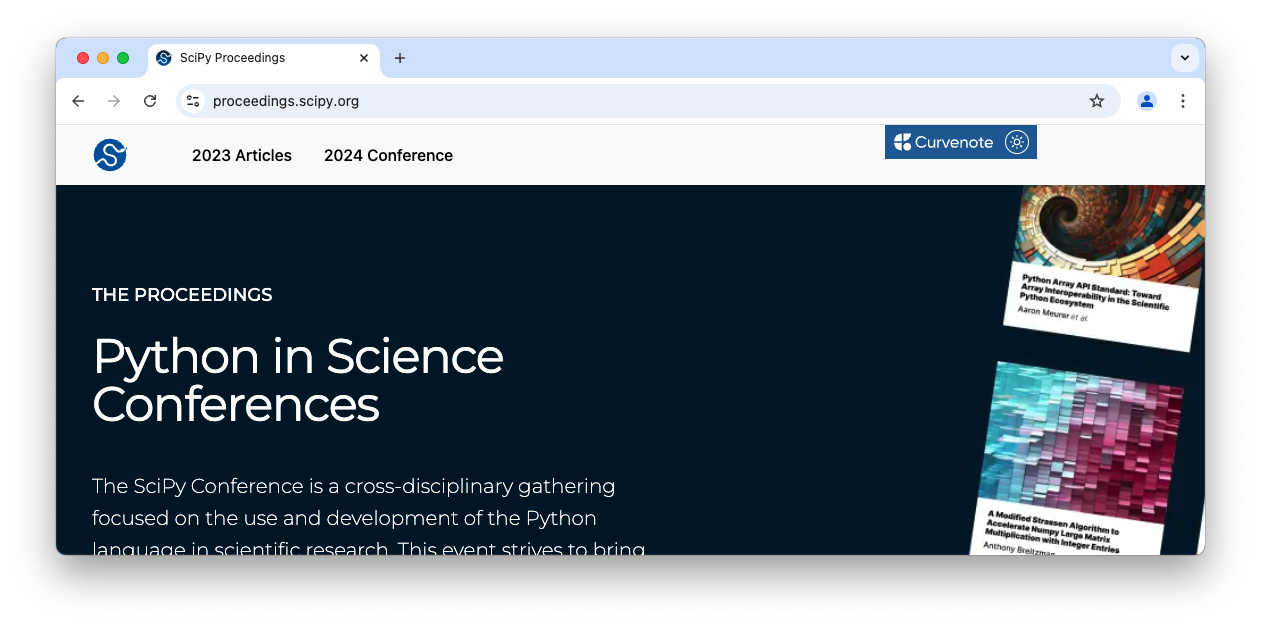 SciPy Proceedings
proceedings.scipy.org
2023 Articles
2024 Conference
Curvenote
THE PROCEEDINGS
Python in Science
Conferences
The SciPy Conference is a cross-disciplinary gathering
focused on the use and development of the Python
language in scientific research. This event strives to bring
Python Array API Standard: Toward
Array Interoperability in the Scientific
Python Ecosystem
Aaron Meurer et al.
A Modified Strassen Algorithm to
Accelerate Numpy Large Matrix
Multiplication with Integer Entries
Anthony Breitzman